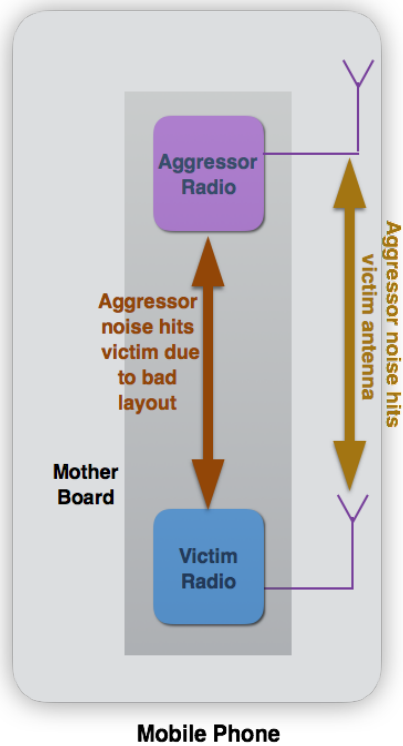 Aggressor
Radio
Aggressor
noise hits
victim due
to bad
layout
Aggressor noise hits
victim antenna
Mother
Board
Victim
Radio
Mobile Phone